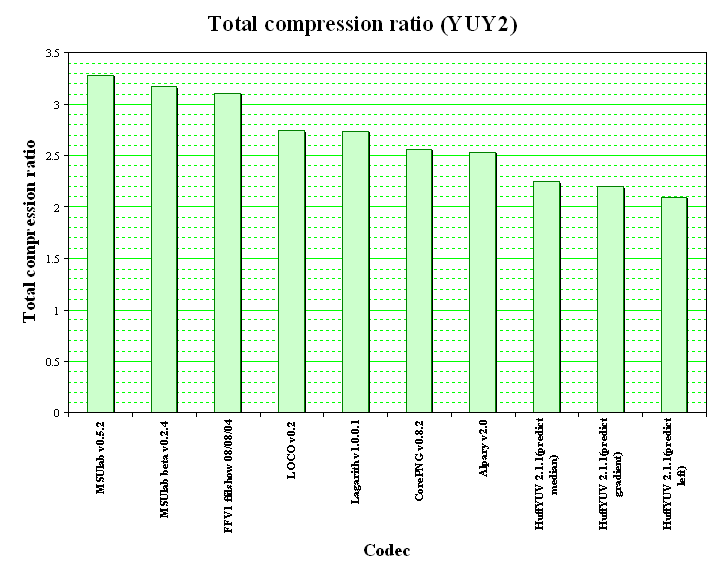 Total compression ratio (YUY2)
Total compression ratio
3.5
3
2.5
2
1.5
1
0.5
0
MSUlab v0.5.2
MSUlab beta v0.2.4
FFV1 ffdshow 08/08/04
LOCO v0.2
Lagarith v1.0.0.1
CorePNG v0.8.2
Alpary v2.0
HuffYUV 2.1.1(predict
median)
HuffYUV 2.1.1(predict
gradient)
HuffYUV 2.1.1(predict
left)
Codec